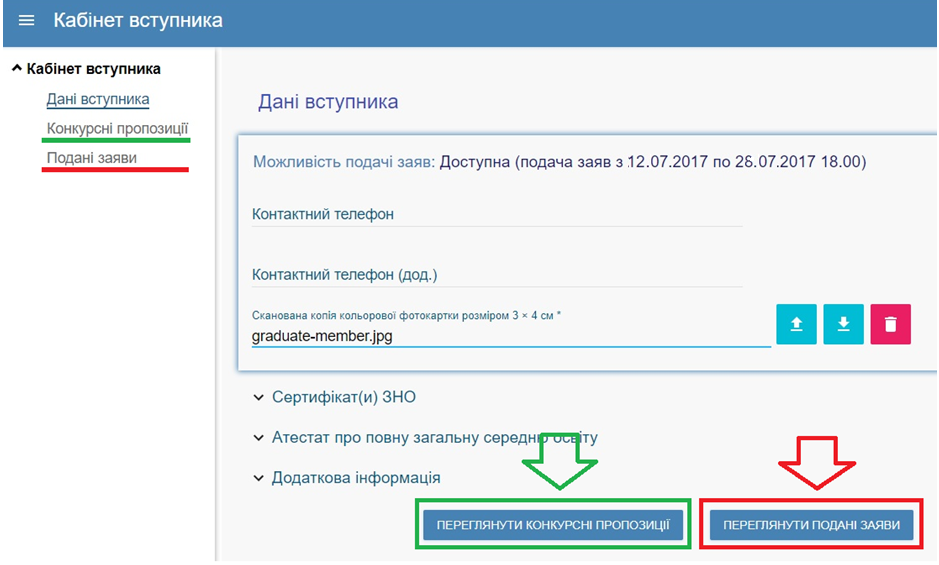 Кабінет вступника
Кабінет вступника
Дані вступника
Конкурсні пропозиції
Подані заяви
Дані вступника
Можливість подачі заяв: Доступна (подача заяв з 12.07.2017 по 26.07.2017 18.00)
Контактний телефон
Контактний телефон (дод.)
Сканована копія кольорової фотокартки розміром 3 × 4 см *
graduate-member.jpg
Сертифікат(и) ЗНО
Атестат про повну загальну середню освіту
Додаткова інформація
ПЕРЕГЛЯНУТИ КОНКУРСНІ ПРОПОЗИЦІЇ
ПЕРЕГЛЯНУТИ ПОДАНІ ЗАЯВИ